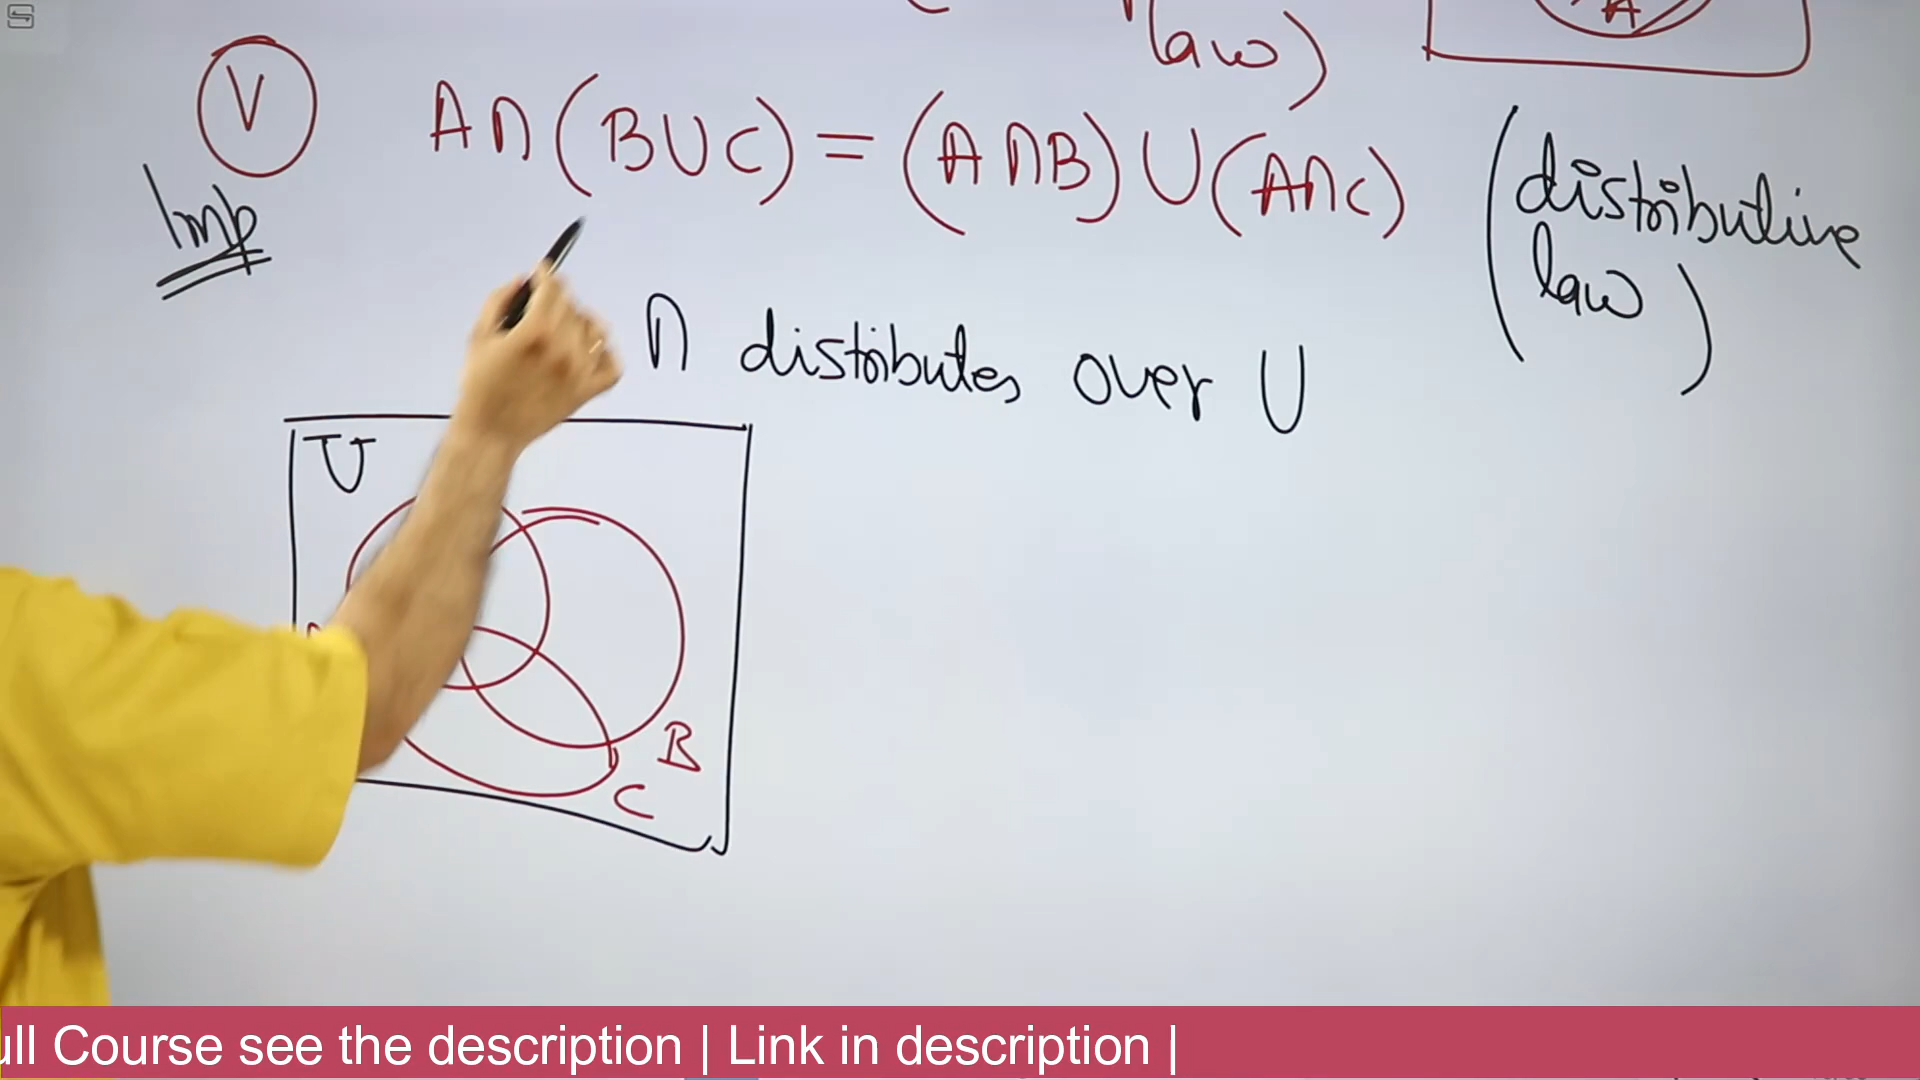 law)
A
V
A∩(B∪C) = (A∩B)∪(A∩C)
(distributive
law)
Imp
∩ distributes over ∪
U
B
C
ull Course see the description | Link in description |